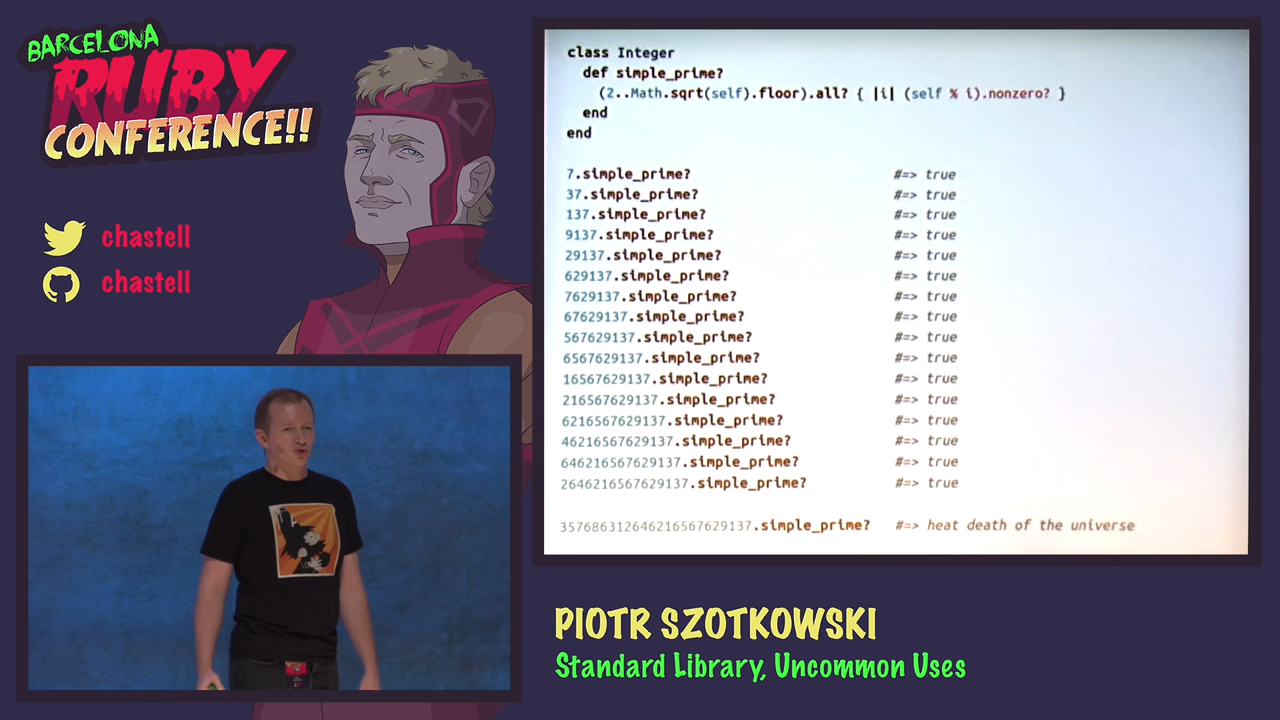 BARCELONA
RUBY
CONFERENCE!!
chastell
chastell
class Integer
  def simple_prime?
    (2..Math.sqrt(self).floor).all? { |i| (self % i).nonzero? }
  end
end
7.simple_prime? #=> true
37.simple_prime? #=> true
137.simple_prime? #=> true
9137.simple_prime? #=> true
29137.simple_prime? #=> true
629137.simple_prime? #=> true
7629137.simple_prime? #=> true
67629137.simple_prime? #=> true
567629137.simple_prime? #=> true
6567629137.simple_prime? #=> true
16567629137.simple_prime? #=> true
216567629137.simple_prime? #=> true
6216567629137.simple_prime? #=> true
46216567629137.simple_prime? #=> true
646216567629137.simple_prime? #=> true
2646216567629137.simple_prime? #=> true
357686312646216567629137.simple_prime? #=> heat death of the universe
PIOTR SZOTKOWSKI
Standard Library, Uncommon Uses